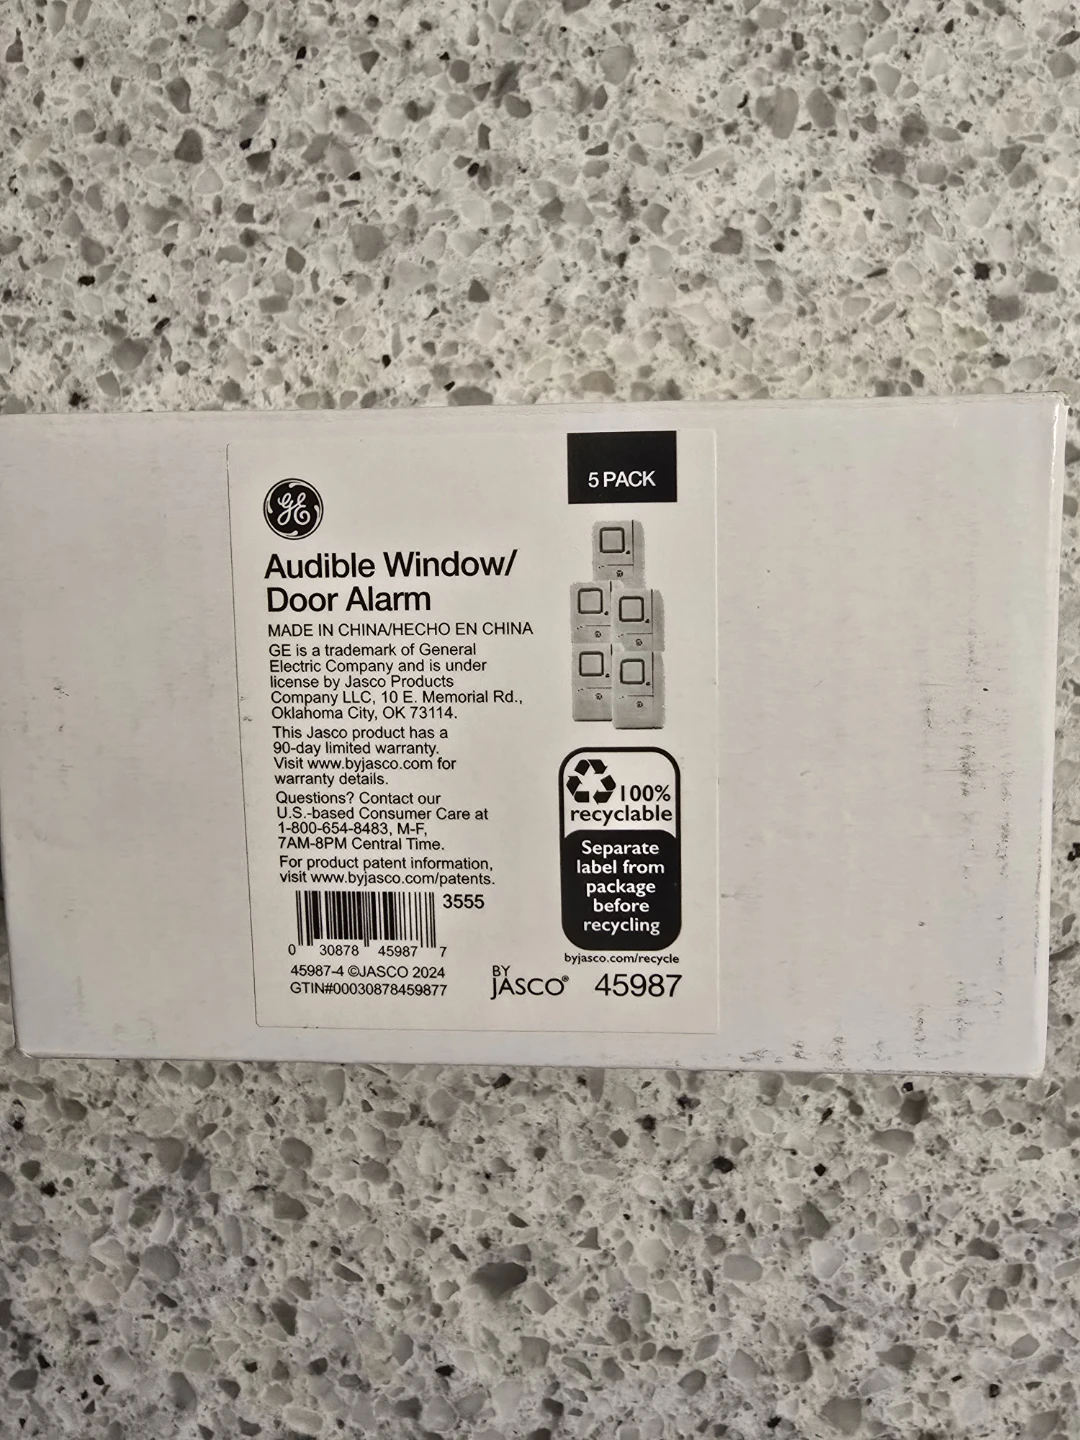 GE
Audible Window/
Door Alarm
MADE IN CHINA/HECHO EN CHINA
GE is a trademark of General
Electric Company and is under
license by Jasco Products
Company LLC, 10 E. Memorial Rd.,
Oklahoma City, OK 73114.
This Jasco product has a
90-day limited warranty.
Visit www.byjasco.com for
warranty details.
Questions? Contact our
U.S.-based Consumer Care at
1-800-654-8483, M-F,
7AM-8PM Central Time.
For product patent information,
visit www.byjasco.com/patents.
3555
0 30878 45987 7
45987-4 ©JASCO 2024
GTIN#00030878459877
5 PACK
100%
recyclable
Separate
label from
package
before
recycling
byjasco.com/recycle
BY
JASCO®
45987